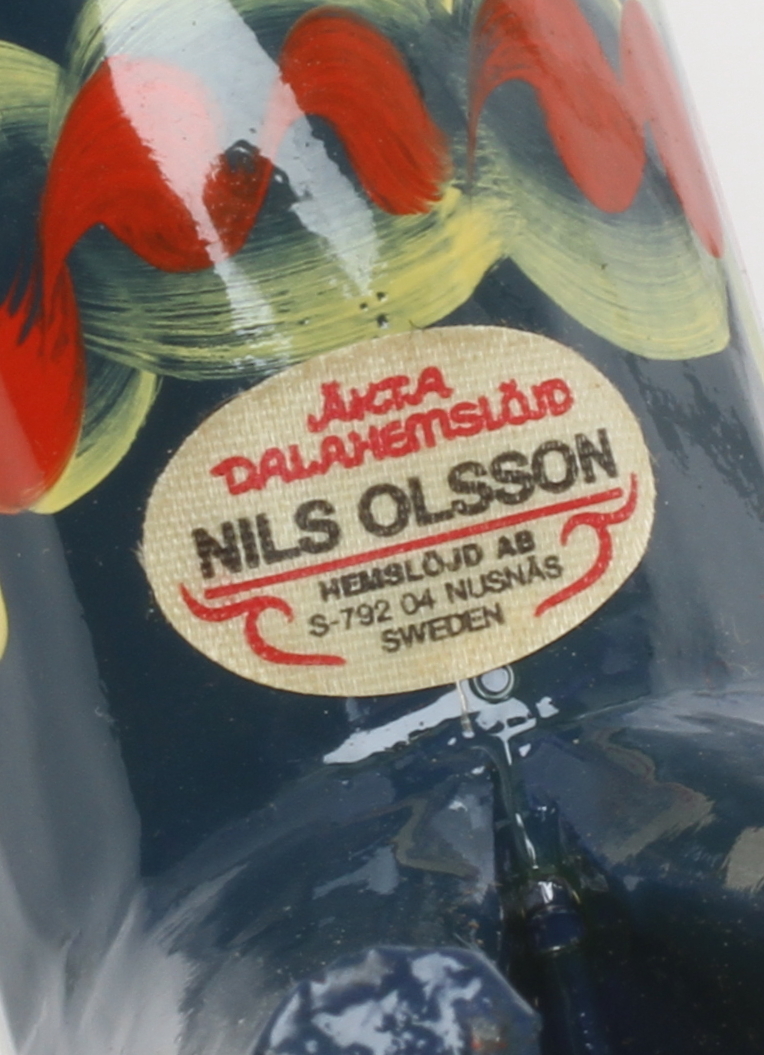 ÄKTA
DALAHEMSLÖJD
NILS OLSSON
HEMSLÖJD AB
S-792 04 NUSNÄS
SWEDEN